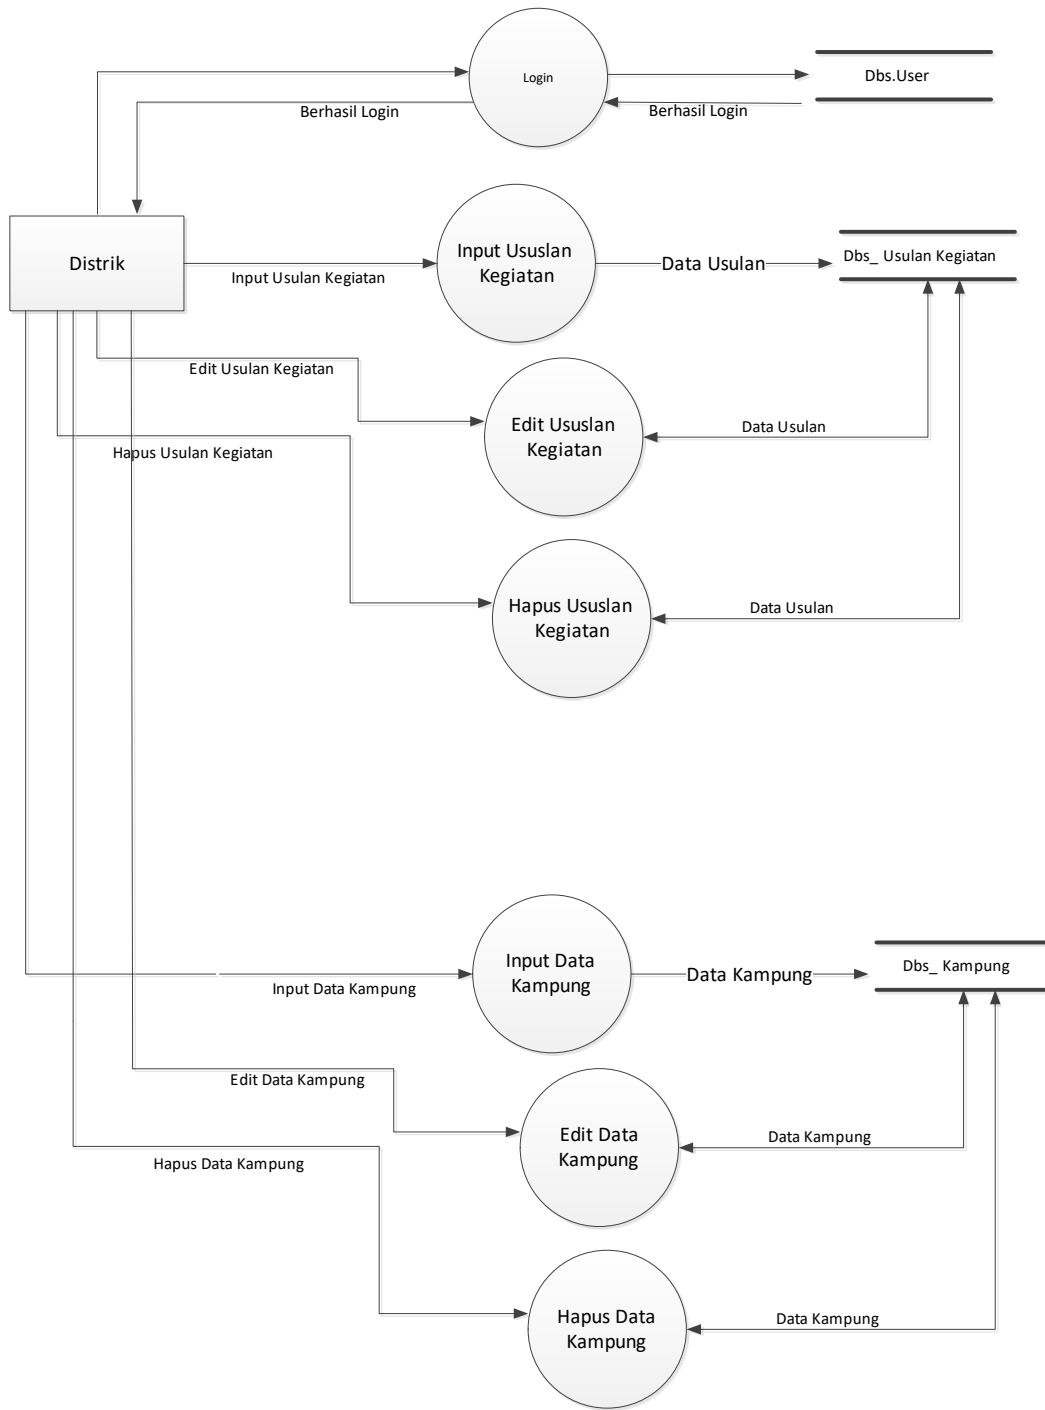 Login
Dbs.User
Berhasil Login
Berhasil Login
Distrik
Input Ususlan
Kegiatan
Input Usulan Kegiatan
Data Usulan
Dbs_ Usulan Kegiatan
Edit Usulan Kegiatan
Edit Ususlan
Kegiatan
Data Usulan
Hapus Usulan Kegiatan
Hapus Ususlan
Kegiatan
Data Usulan
Input Data
Kampung
Input Data Kampung
Data Kampung
Dbs_ Kampung
Edit Data Kampung
Edit Data
Kampung
Data Kampung
Hapus Data Kampung
Hapus Data
Kampung
Data Kampung